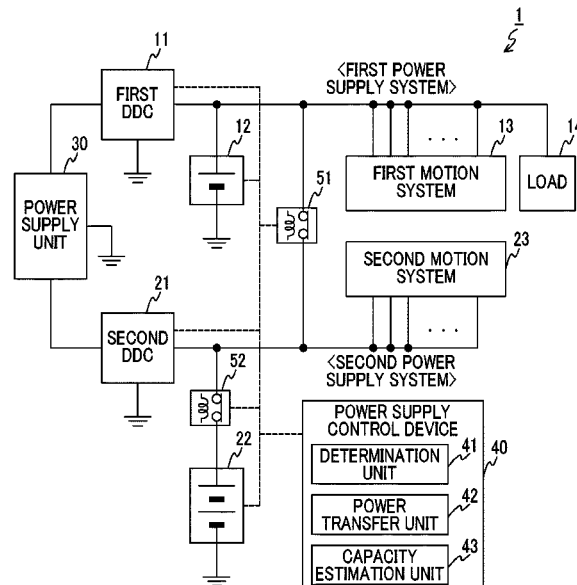 1
11
FIRST
DDC
<FIRST POWER
SUPPLY SYSTEM>
12
13
14
FIRST MOTION
SYSTEM
LOAD
30
POWER
SUPPLY
UNIT
51
SECOND MOTION
SYSTEM
23
21
SECOND
DDC
<SECOND POWER
SUPPLY SYSTEM>
52
22
POWER SUPPLY
CONTROL DEVICE
40
DETERMINATION
UNIT
41
POWER
TRANSFER UNIT
42
CAPACITY
ESTIMATION UNIT
43